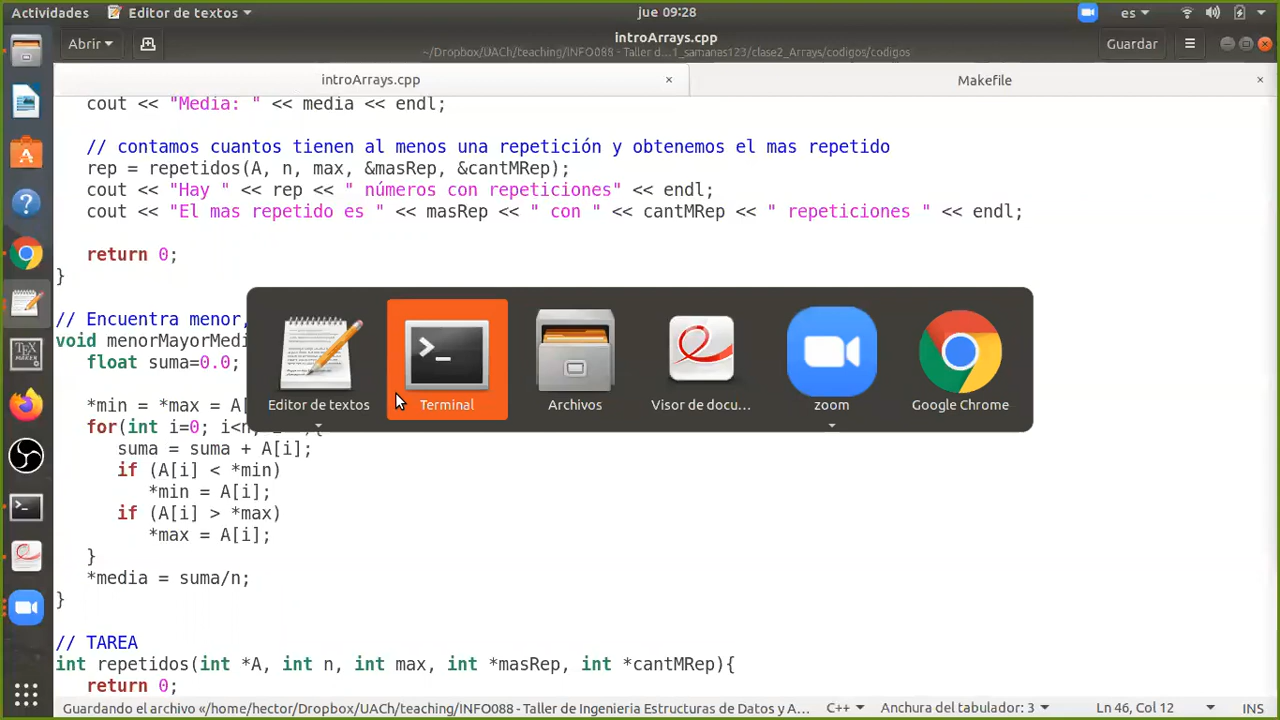 Actividades
Editor de textos
jue 09:28
es
Abrir
introArrays.cpp
~/Dropbox/UACh/teaching/INFO088 - Taller d...1_samanas123/clase2_Arrays/codigos/codigos
Guardar
introArrays.cpp
×
Makefile
×
cout << "Media: " << media << endl;
// contamos cuantos tienen al menos una repetición y obtenemos el mas repetido
rep = repetidos(A, n, max, &masRep, &cantMRep);
cout << "Hay " << rep << " números con repeticiones" << endl;
cout << "El mas repetido es " << masRep << " con " << cantMRep << " repeticiones " << endl;
return 0;
}
// Encuentra menor,
void menorMayorMedi
float suma=0.0;
*min = *max = A[
for(int i=0; i<n;
suma = suma + A[i];
if (A[i] < *min)
*min = A[i];
if (A[i] > *max)
*max = A[i];
}
*media = suma/n;
}
// TAREA
int repetidos(int *A, int n, int max, int *masRep, int *cantMRep){
return 0;
Editor de textos
Terminal
Archivos
Visor de docu...
zoom
Google Chrome
Guardando el archivo «/home/hector/Dropbox/UACh/teaching/INFO088 - Taller de Ingenieria Estructuras de Datos y A...
C++
Anchura del tabulador: 3
Ln 46, Col 12
INS